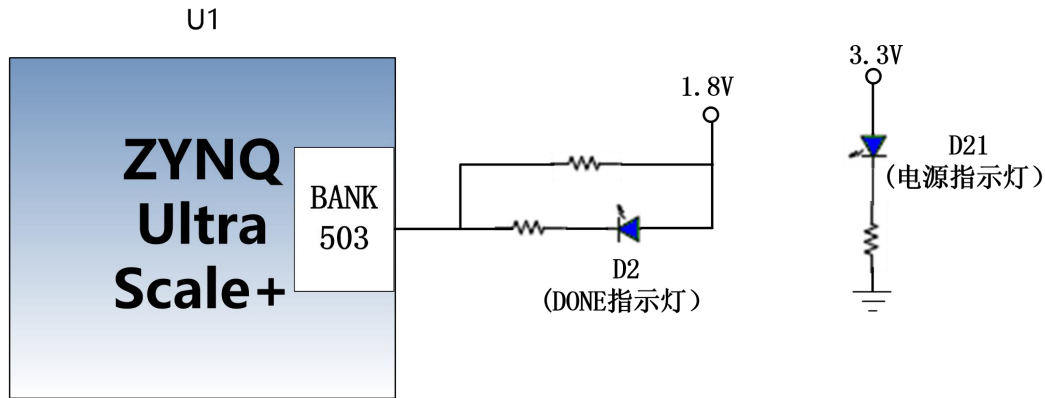 U1
ZYNQ
Ultra
Scale+
BANK
503
1.8V
D2
(DONE指示灯）
3.3V
D21
（电源指示灯）